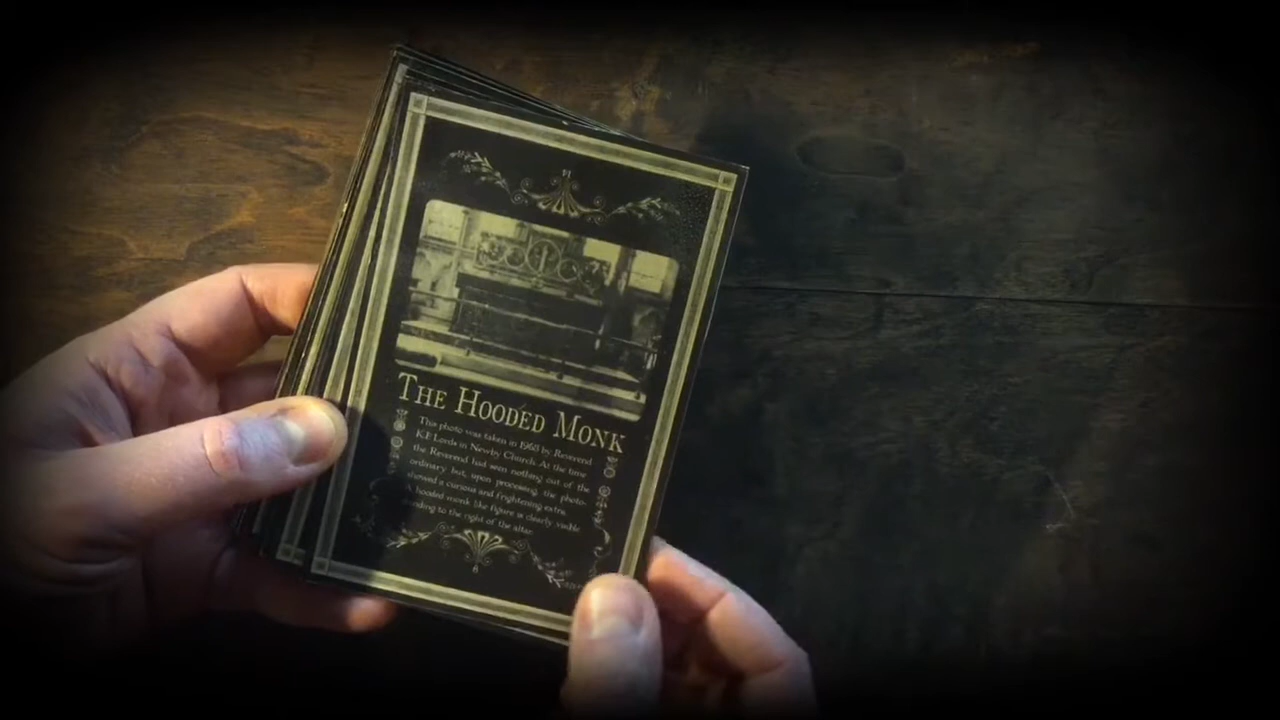 VI
THE HOODED MONK
This photo was taken in 1963 by Reverend
K.F. Lords in Newby Church. At the time
the Reverend had seen nothing out of the
ordinary but, upon processing, the photo-
showed a curious and frightening extra.
hooded monk like figure is clearly visible
to the right of the altar.